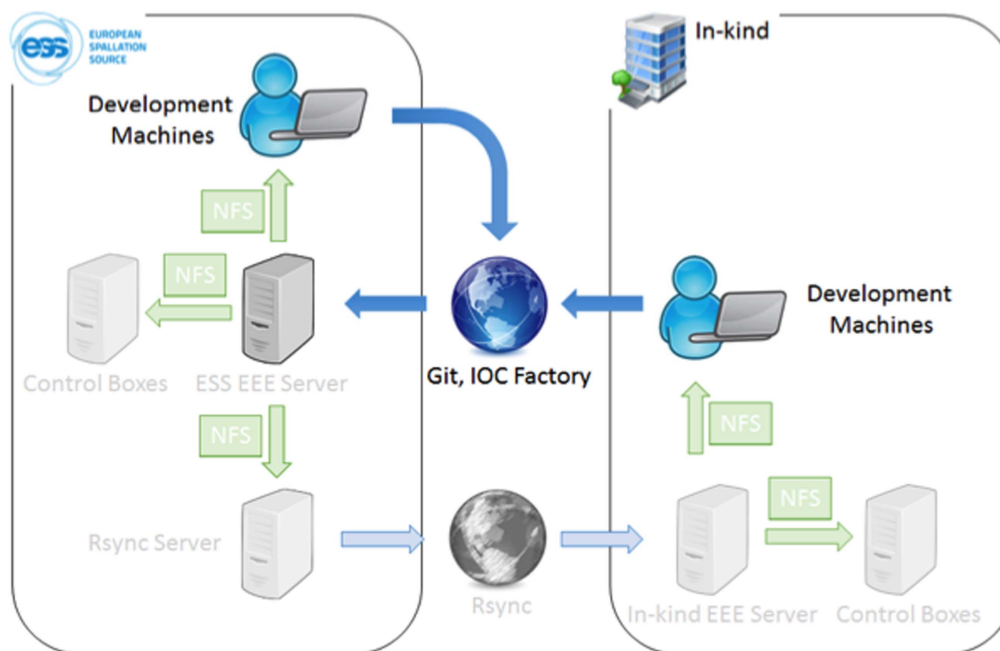 ess
EUROPEAN
SPALLATION
SOURCE
In-kind
Development
Machines
NFS
NFS
Control Boxes
ESS EEE Server
Git, IOC Factory
Development
Machines
NFS
NFS
Rsync Server
Rsync
NFS
In-kind EEE Server
Control Boxes